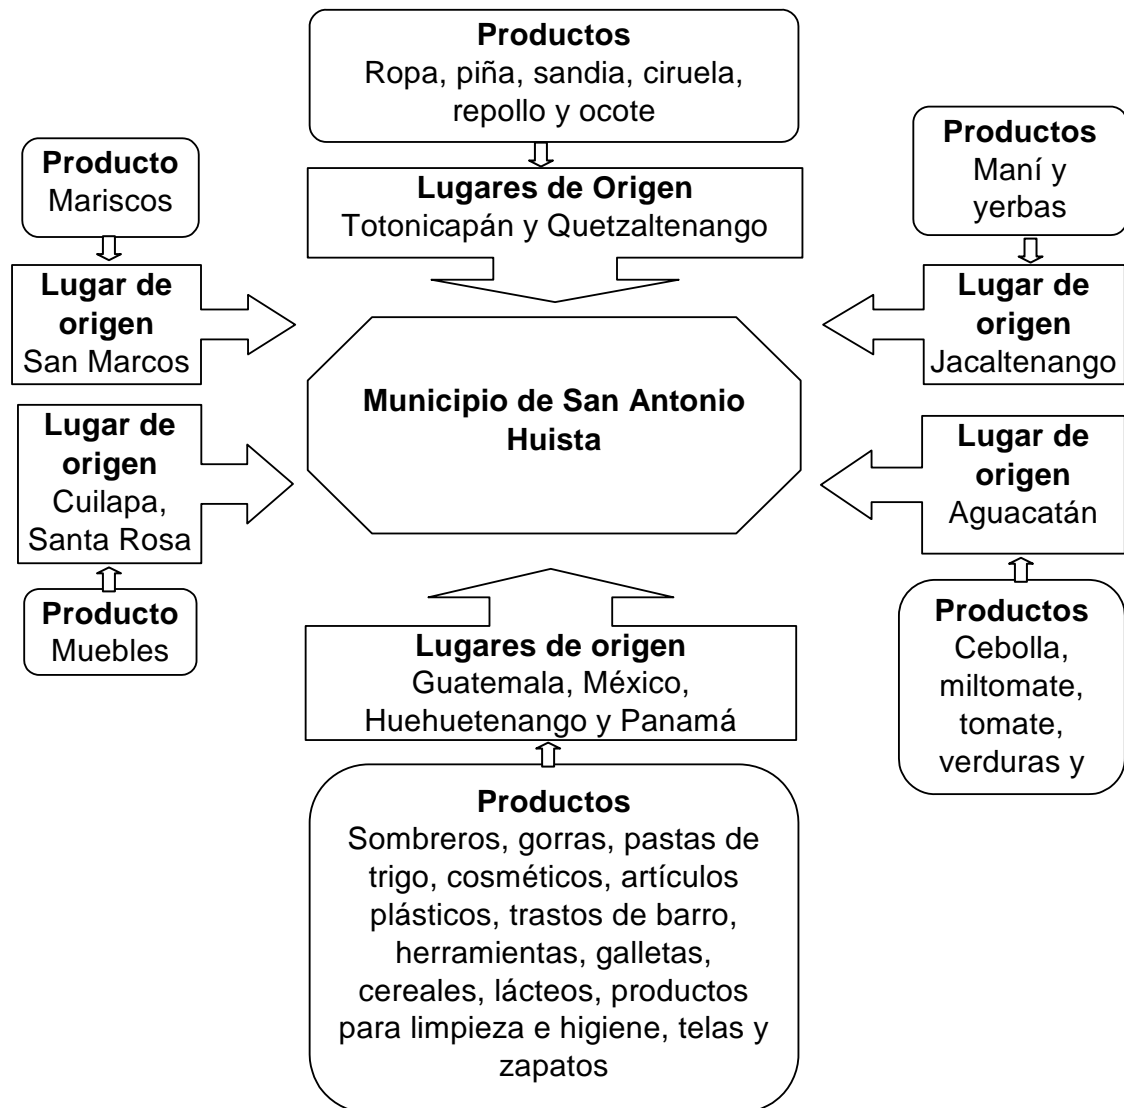 Productos
Ropa, piña, sandia, ciruela,
repollo y ocote
Producto
Mariscos
Productos
Maní y
yerbas
Lugares de Origen
Totonicapán y Quetzaltenango
Lugar de
origen
San Marcos
Lugar de
origen
Jacaltenango
Municipio de San Antonio
Huista
Lugar de
origen
Cuilapa,
Santa Rosa
Lugar de
origen
Aguacatán
Producto
Muebles
Productos
Cebolla,
miltomate,
tomate,
verduras y
Lugares de origen
Guatemala, México,
Huehuetenango y Panamá
Productos
Sombreros, gorras, pastas de
trigo, cosméticos, artículos
plásticos, trastos de barro,
herramientas, galletas,
cereales, lácteos, productos
para limpieza e higiene, telas y
zapatos